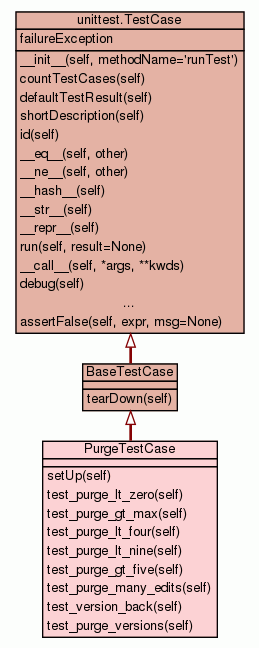 unittest.TestCase
failureException
__init__(self, methodName='runTest')
countTestCases(self)
defaultTestResult(self)
shortDescription(self)
id(self)
__eq__(self, other)
__ne__(self, other)
__hash__(self)
__str__(self)
__repr__(self)
run(self, result=None)
__call__(self, *args, **kwds)
debug(self)
...
assertFalse(self, expr, msg=None)
BaseTestCase
tearDown(self)
PurgeTestCase
setUp(self)
test_purge_lt_zero(self)
test_purge_gt_max(self)
test_purge_lt_four(self)
test_purge_lt_nine(self)
test_purge_gt_five(self)
test_purge_many_edits(self)
test_version_back(self)
test_purge_versions(self)